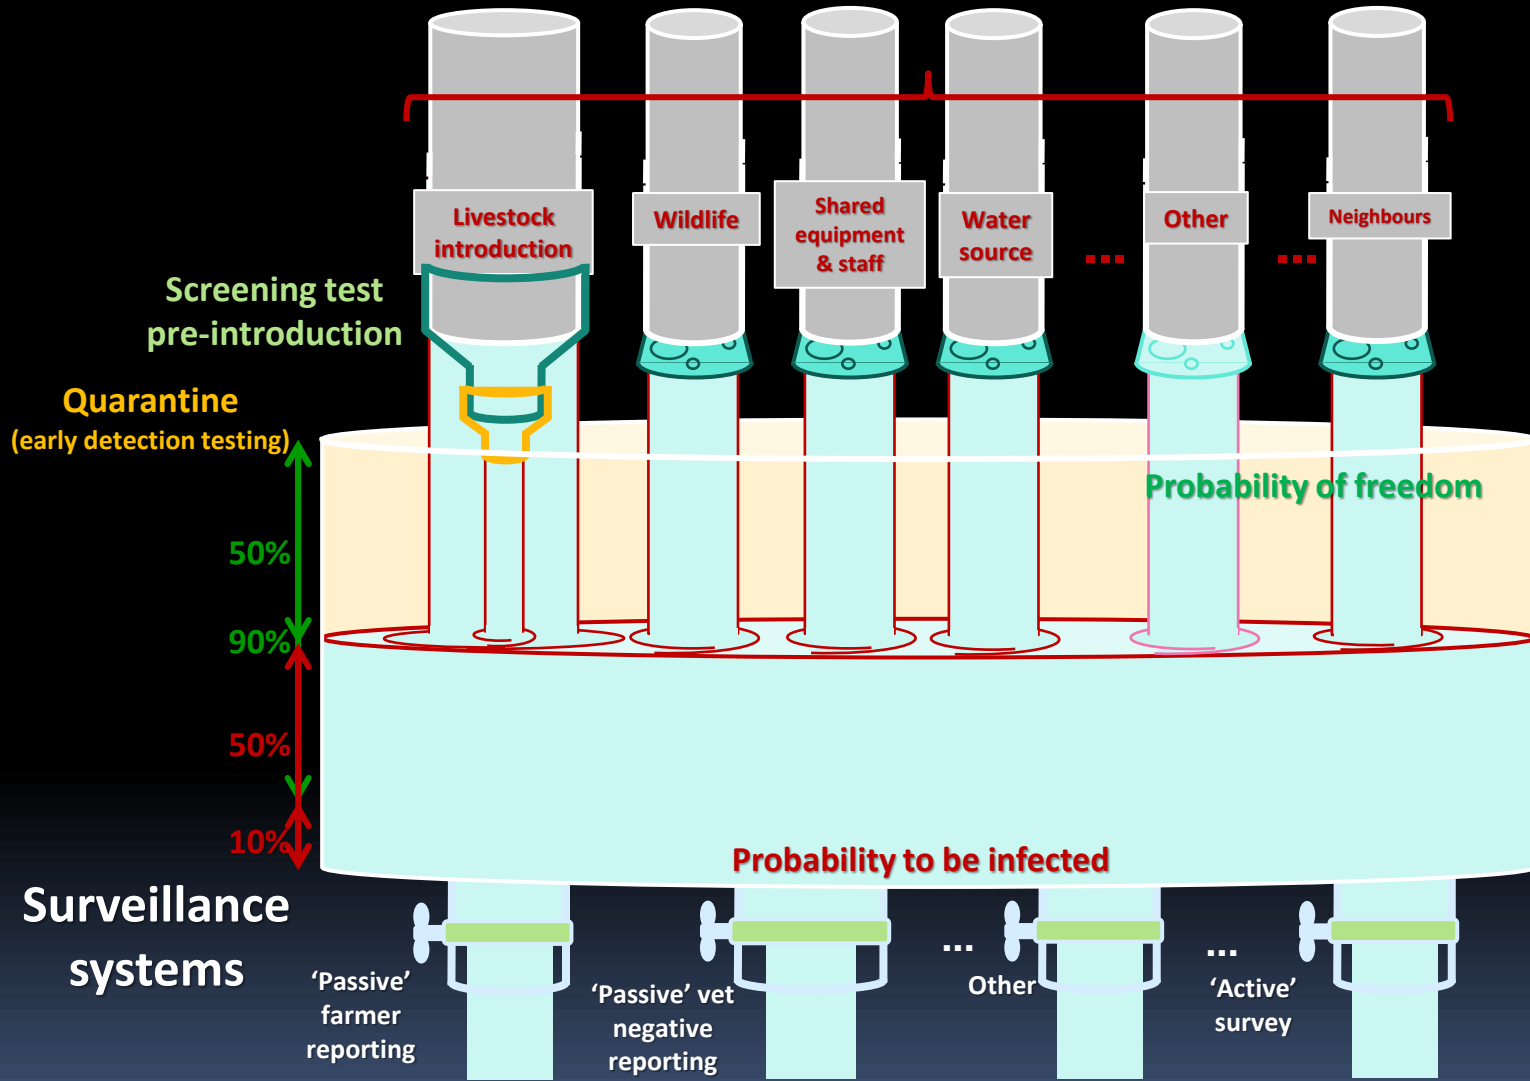 Livestock
introduction
Wildlife
Shared
equipment
& staff
Water
source
...
Other
...
Neighbours
Screening test
pre-introduction
Quarantine
(early detection testing)
Probability of freedom
50%
90%
50%
10%
Probability to be infected
Surveillance
systems
‘Passive’
farmer
reporting
‘Passive’ vet
negative
reporting
...
Other
...
‘Active’
survey